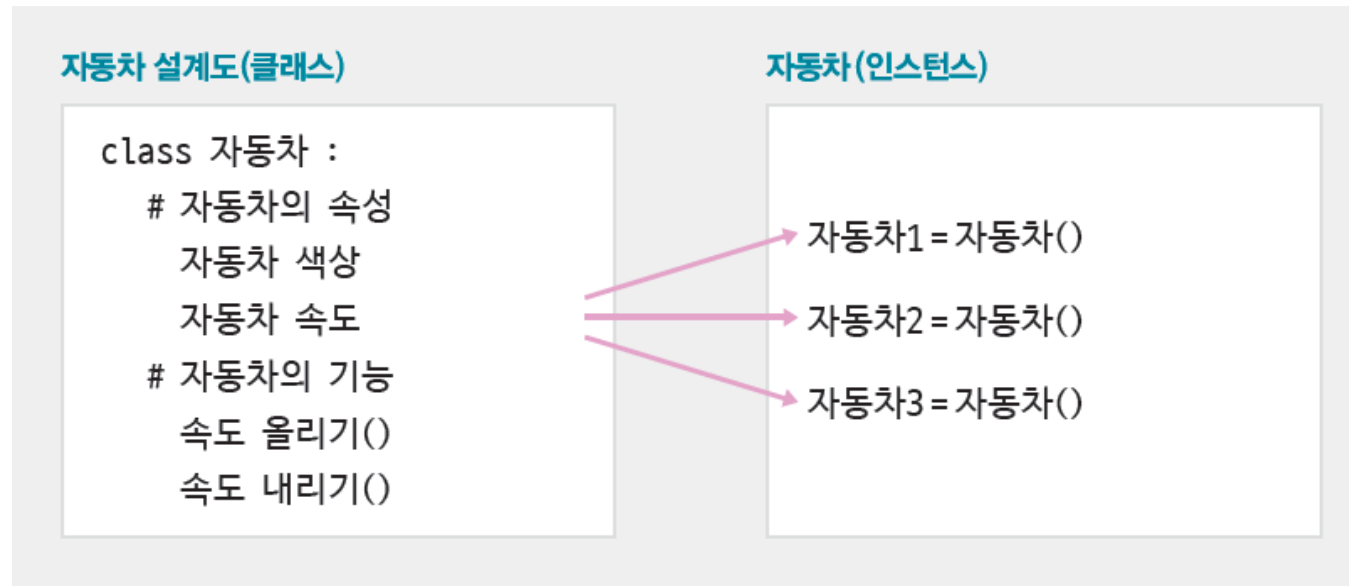 자동차 설계도(클래스)
class 자동차 :
# 자동차의 속성
자동차 색상
자동차 속도
# 자동차의 기능
속도 올리기()
속도 내리기()
자동차(인스턴스)
자동차1=자동차()
자동차2=자동차()
자동차3=자동차()